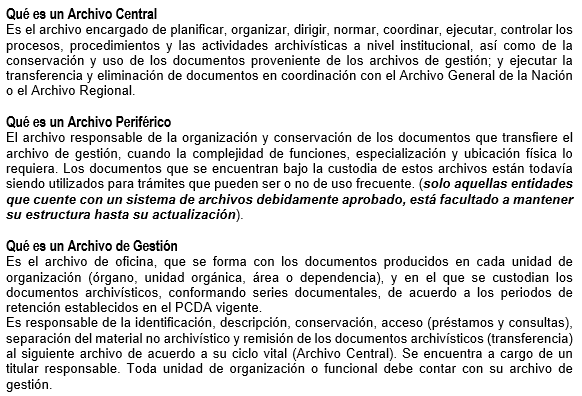 Qué es un Archivo Central
Es el archivo encargado de planificar, organizar, dirigir, normar, coordinar, ejecutar, controlar los
procesos, procedimientos y las actividades archivísticas a nivel institucional, así como de la
conservación y uso de los documentos proveniente de los archivos de gestión; y ejecutar la
transferencia y eliminación de documentos en coordinación con el Archivo General de la Nación
o el Archivo Regional.
Qué es un Archivo Periférico
El archivo responsable de la organización y conservación de los documentos que transfiere el
archivo de gestión, cuando la complejidad de funciones, especialización y ubicación física lo
requiera. Los documentos que se encuentran bajo la custodia de estos archivos están todavía
siendo utilizados para trámites que pueden ser o no de uso frecuente. (solo aquellas entidades
que cuente con un sistema de archivos debidamente aprobado, está facultado a mantener
su estructura hasta su actualización).
Qué es un Archivo de Gestión
Es el archivo de oficina, que se forma con los documentos producidos en cada unidad de
organización (órgano, unidad orgánica, área o dependencia), y en el que se custodian los
documentos archivísticos, conformando series documentales, de acuerdo a los periodos de
retención establecidos en el PCDA vigente.
Es responsable de la identificación, descripción, conservación, acceso (préstamos y consultas),
separación del material no archivístico y remisión de los documentos archivísticos (transferencia)
al siguiente archivo de acuerdo a su ciclo vital (Archivo Central). Se encuentra a cargo de un
titular responsable. Toda unidad de organización o funcional debe contar con su archivo de
gestión.